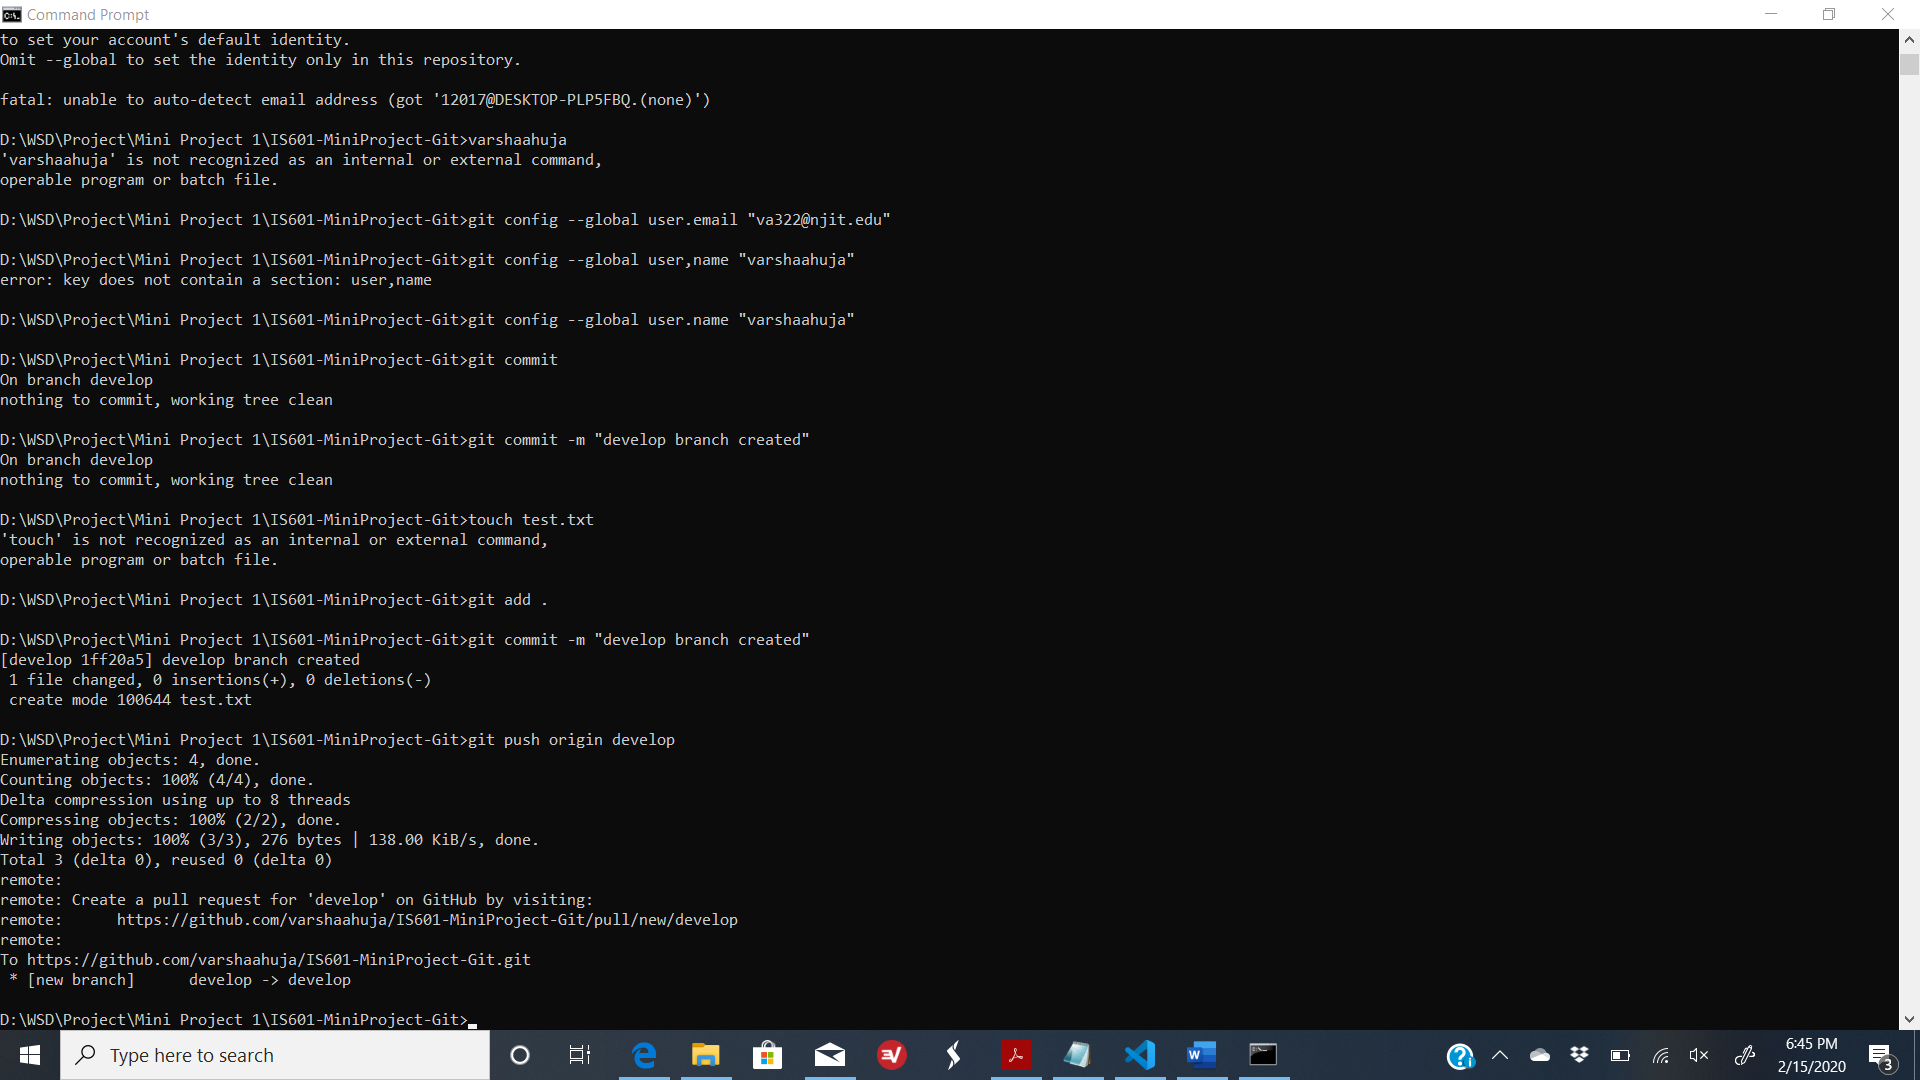 Command Prompt
to set your account's default identity.
Omit --global to set the identity only in this repository.
fatal: unable to auto-detect email address (got '12017@DESKTOP-PLP5FBQ.(none)')
D:\WSD\Project\Mini Project 1\IS601-MiniProject-Git>varshaahuja
'varshaahuja' is not recognized as an internal or external command,
operable program or batch file.
D:\WSD\Project\Mini Project 1\IS601-MiniProject-Git>git config --global user.email "va322@njit.edu"
D:\WSD\Project\Mini Project 1\IS601-MiniProject-Git>git config --global user,name "varshaahuja"
error: key does not contain a section: user,name
D:\WSD\Project\Mini Project 1\IS601-MiniProject-Git>git config --global user.name "varshaahuja"
D:\WSD\Project\Mini Project 1\IS601-MiniProject-Git>git commit
On branch develop
nothing to commit, working tree clean
D:\WSD\Project\Mini Project 1\IS601-MiniProject-Git>git commit -m "develop branch created"
On branch develop
nothing to commit, working tree clean
D:\WSD\Project\Mini Project 1\IS601-MiniProject-Git>touch test.txt
'touch' is not recognized as an internal or external command,
operable program or batch file.
D:\WSD\Project\Mini Project 1\IS601-MiniProject-Git>git add .
D:\WSD\Project\Mini Project 1\IS601-MiniProject-Git>git commit -m "develop branch created"
[develop 1ff20a5] develop branch created
 1 file changed, 0 insertions(+), 0 deletions(-)
 create mode 100644 test.txt
D:\WSD\Project\Mini Project 1\IS601-MiniProject-Git>git push origin develop
Enumerating objects: 4, done.
Counting objects: 100% (4/4), done.
Delta compression using up to 8 threads
Compressing objects: 100% (2/2), done.
Writing objects: 100% (3/3), 276 bytes | 138.00 KiB/s, done.
Total 3 (delta 0), reused 0 (delta 0)
remote:
remote: Create a pull request for 'develop' on GitHub by visiting:
remote:      https://github.com/varshaahuja/IS601-MiniProject-Git/pull/new/develop
remote:
To https://github.com/varshaahuja/IS601-MiniProject-Git.git
 * [new branch]      develop -> develop
D:\WSD\Project\Mini Project 1\IS601-MiniProject-Git>
Type here to search
6:45 PM
2/15/2020
3